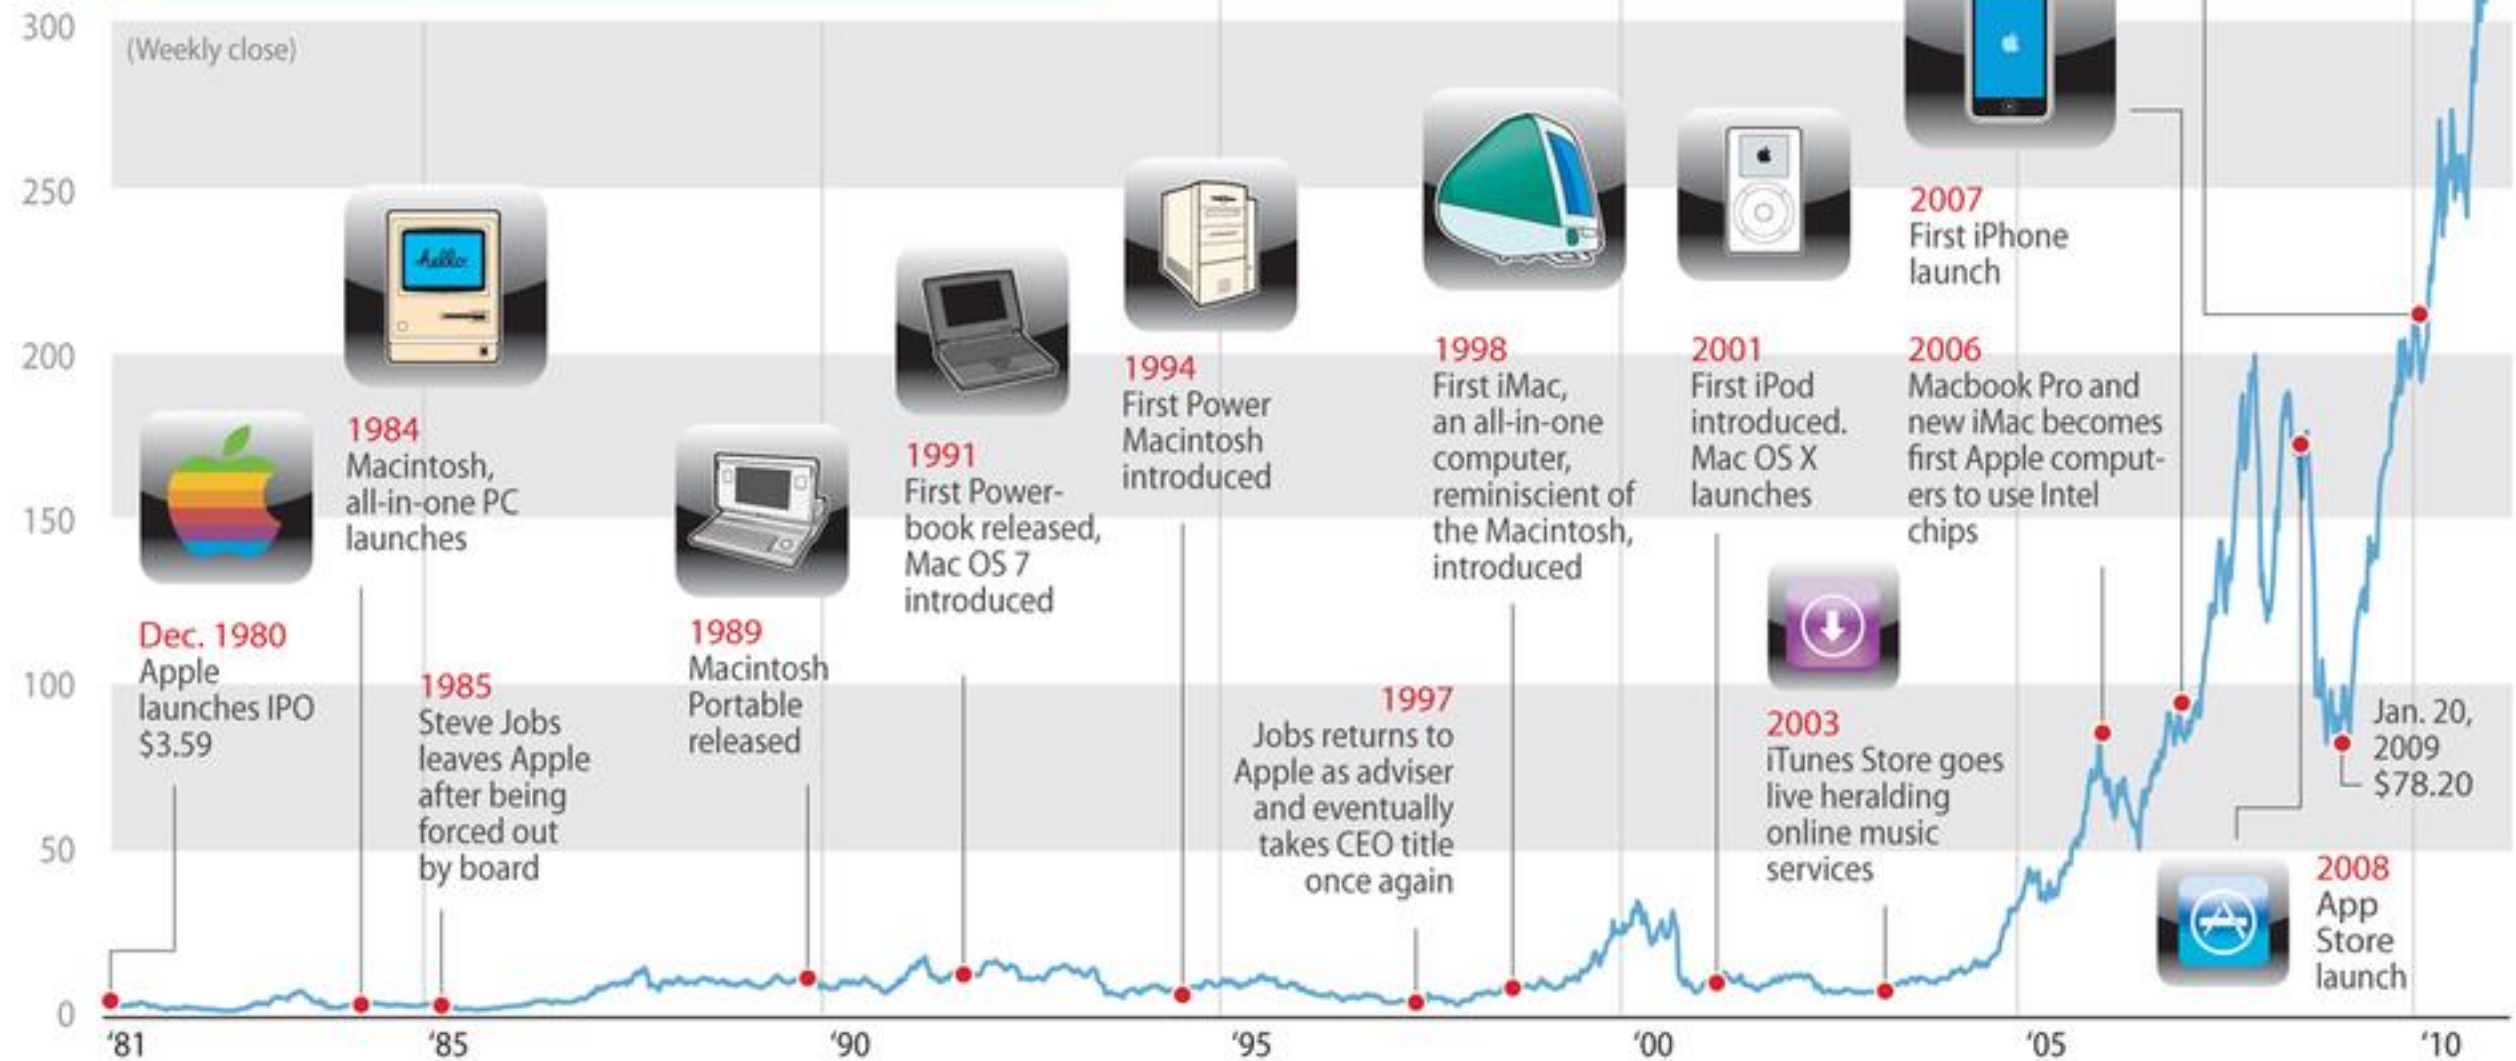 300
(Weekly close)
250
200
150
100
50
0
hello
Dec. 1980
Apple
launches IPO
$3.59
1984
Macintosh,
all-in-one PC
launches
1985
Steve Jobs
leaves Apple
after being
forced out
by board
1989
Macintosh
Portable
released
1991
First Power-
book released,
Mac OS 7
introduced
1994
First Power
Macintosh
introduced
1997
Jobs returns to
Apple as adviser
and eventually
takes CEO title
once again
1998
First iMac,
an all-in-one
computer,
reminiscient of
the Macintosh,
introduced
2001
First iPod
introduced.
Mac OS X
launches
2003
iTunes Store goes
live heralding
online music
services
2007
First iPhone
launch
2006
Macbook Pro and
new iMac becomes
first Apple comput-
ers to use Intel
chips
Jan. 20,
2009
$78.20
2008
App
Store
launch
‘81
‘85
‘90
‘95
‘00
‘05
‘10